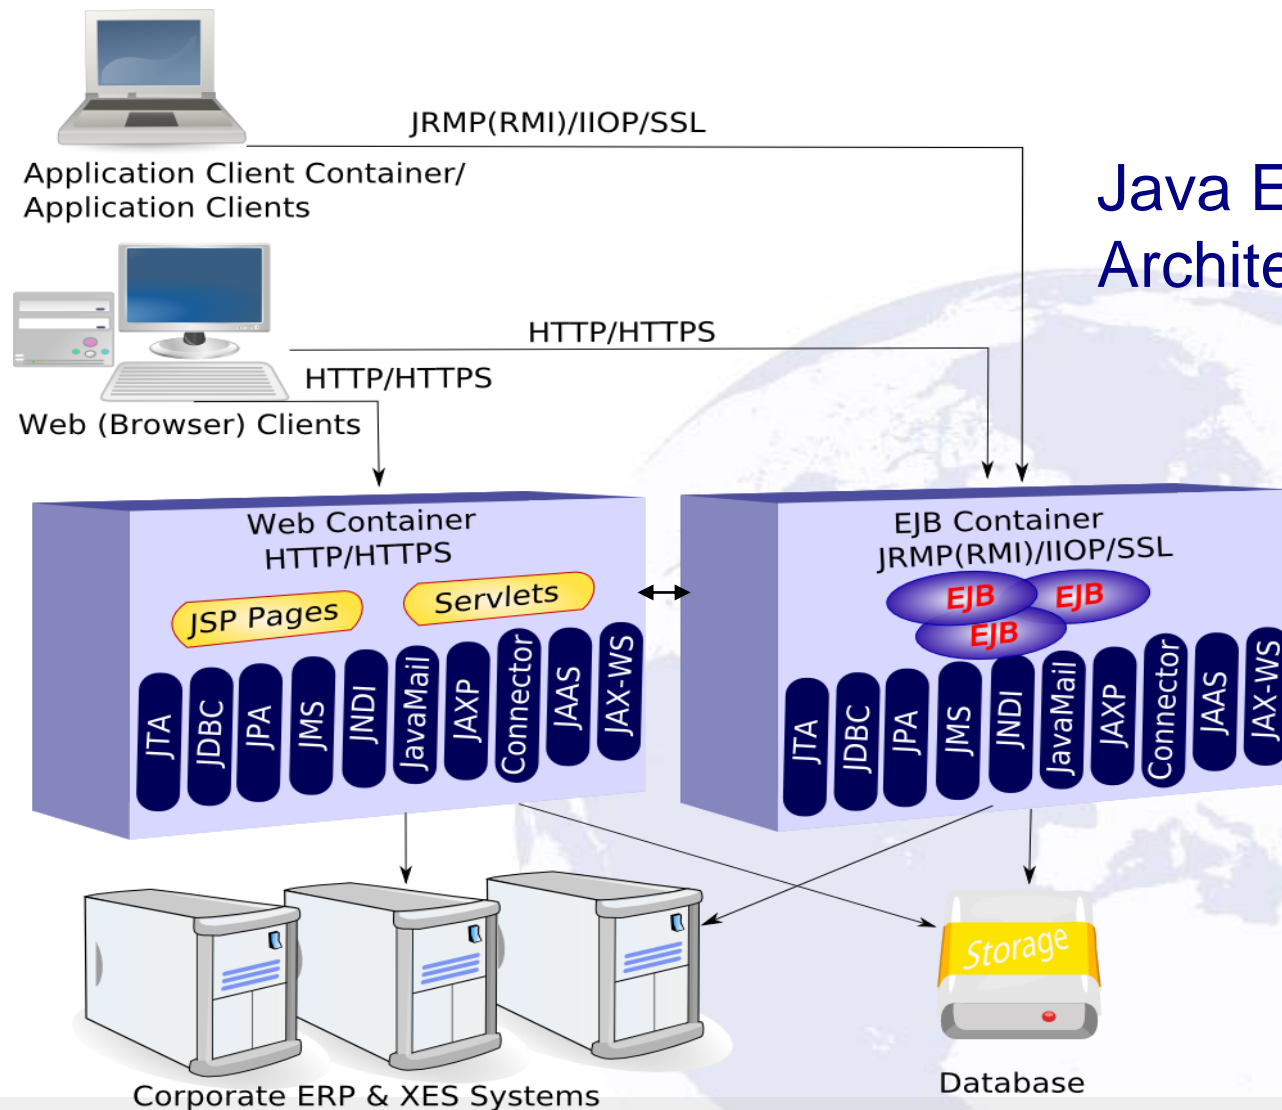 JRMP(RMI)/IIOP/SSL
Application Client Container/
Application Clients
Java E
Archite
HTTP/HTTPS
HTTP/HTTPS
Web (Browser) Clients
Web Container
HTTP/HTTPS
JSP Pages
Servlets
JTA
JDBC
JPA
JMS
JNDI
JavaMail
JAXP
Connector
JAAS
JAX-WS
EJB Container
JRMP(RMI)/IIOP/SSL
EJB
EJB
EJB
JTA
JDBC
JPA
JMS
JNDI
JavaMail
JAXP
Connector
JAAS
JAX-WS
Storage
Corporate ERP & XES Systems
Database